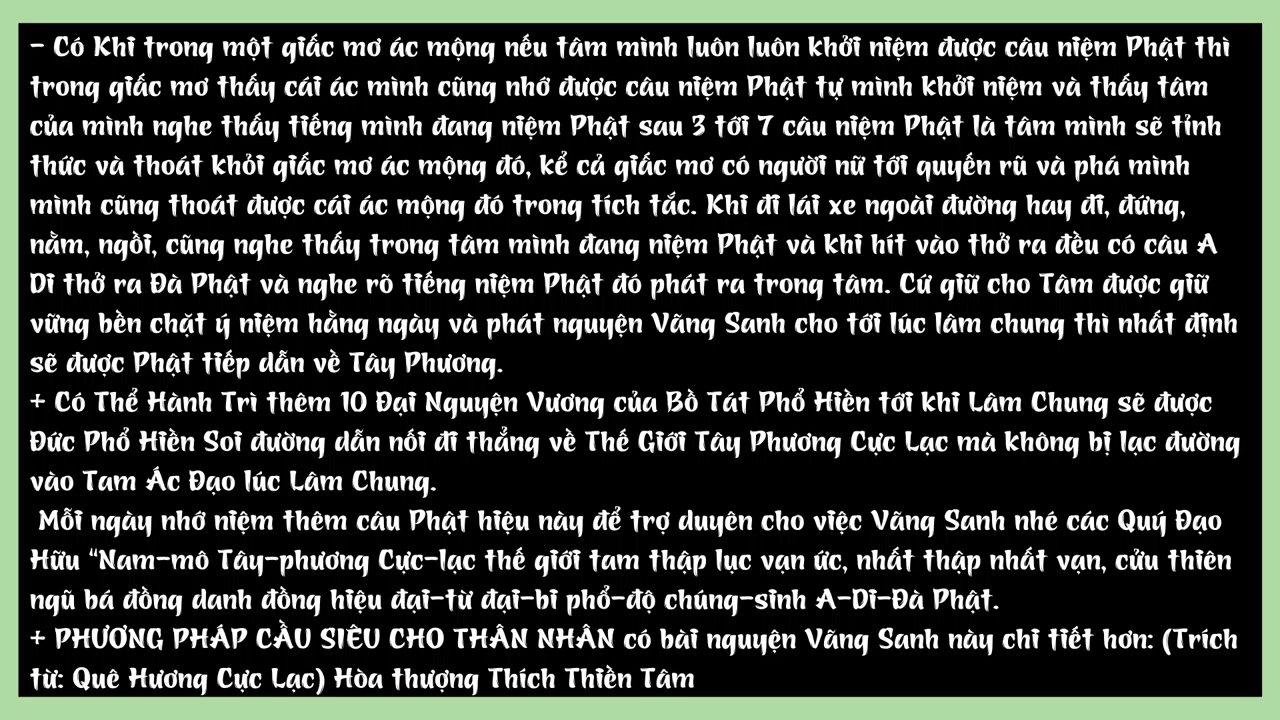 - Có Khi trong một giấc mơ ác mộng nếu tâm mình luôn luôn khởi niệm được câu niệm Phật thì
trong giấc mơ thấy cái ác mình cũng nhớ được câu niệm Phật tự mình khởi niệm và thấy tâm
của mình nghe thấy tiếng mình đang niệm Phật sau 3 tới 7 câu niệm Phật là tâm mình sẽ tỉnh
thức và thoát khỏi giấc mơ ác mộng đó, kể cả giấc mơ có người nữ tới quyến rũ và phá mình
mình cũng thoát được cái ác mộng đó trong tích tắc. Khi đi lái xe ngoài đường hay đi, đứng,
nằm, ngồi, cũng nghe thấy trong tâm mình đang niệm Phật và khi hít vào thở ra đều có câu A
Di thở ra Đà Phật và nghe rõ tiếng niệm Phật đó phát ra trong tâm. Cứ giữ cho Tâm được giữ
vững bền chặt ý niệm hằng ngày và phát nguyện Vãng Sanh cho tới lúc lâm chung thì nhất định
sẽ được Phật tiếp dẫn về Tây Phương.
+ Có Thể Hành Trì thêm 10 Đại Nguyện Vương của Bồ Tát Phổ Hiền tới khi Lâm Chung sẽ được
Đức Phổ Hiền Soi đường dẫn nối đi thẳng về Thế Giới Tây Phương Cực Lạc mà không bị lạc đường
vào Tam Ác Đạo lúc Lâm Chung.
Mỗi ngày nhớ niệm thêm câu Phật hiệu này để trợ duyên cho việc Vãng Sanh nhé các Quý Đạo
Hữu "Nam-mô Tây-phương Cực-lạc thế giới tam thập lục vạn ức, nhất thập nhất vạn, cửu thiên
ngũ bá đồng danh đồng hiệu đại-từ đại-bi phổ-độ chúng-sinh A-Di-Đà Phật.
+ PHƯƠNG PHÁP CẦU SIÊU CHO THÂN NHÂN có bài nguyện Vãng Sanh này chi tiết hơn: (Trích
từ: Quê Hương Cực Lạc) Hòa thượng Thích Thiền Tâm